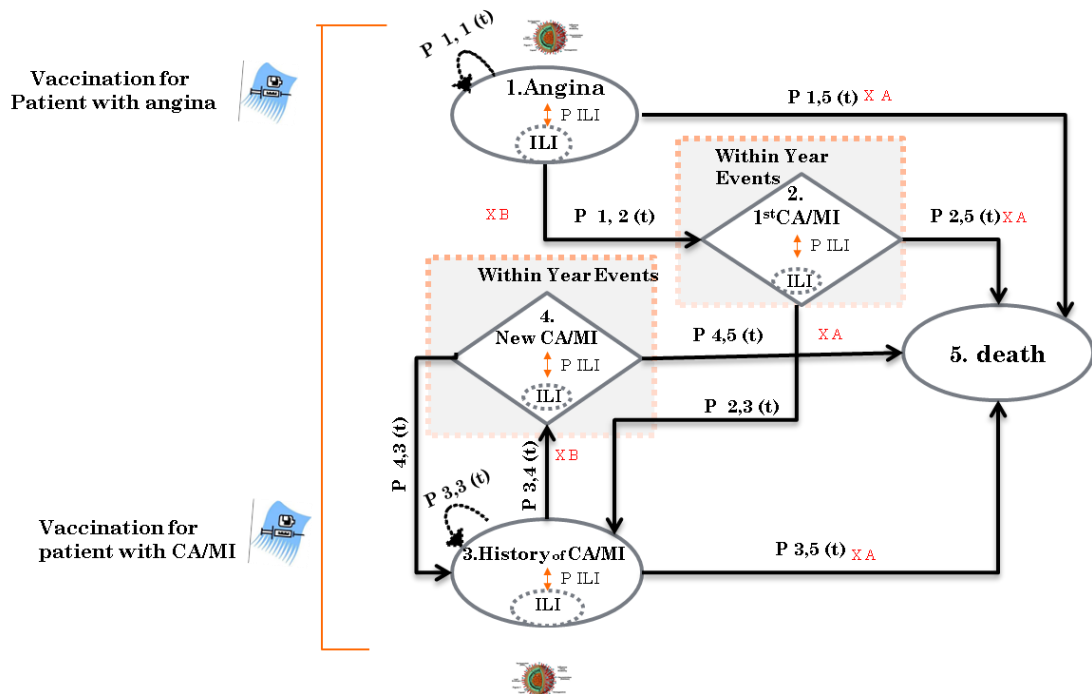 P 1, 1 (t)
Vaccination for
Patient with angina
1.Angina
P ILI
ILI
P 1,5 (t) X A
Within Year
Events
2.
1stCA/MI
P ILI
ILI
X B
P 1, 2 (t)
P 2,5 (t) X A
Within Year Events
4.
New CA/MI
P ILI
ILI
P 4,5 (t)
X A
5. death
P 2,3 (t)
P 4,3 (t)
P 3,4 (t)
X B
P 3,3 (t)
Vaccination for
patient with CA/MI
3.History of CA/MI
P ILI
ILI
P 3,5 (t) X A